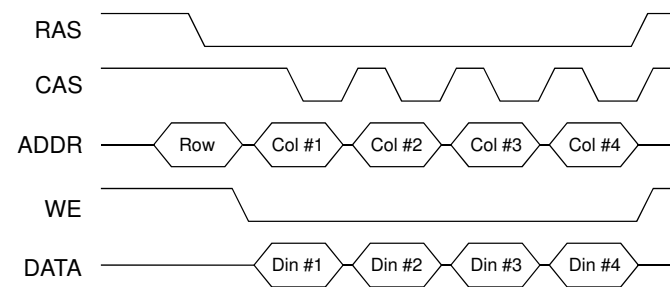 RAS
CAS
ADDR Row Col #1 Col #2 Col #3 Col #4
WE
DATA Din #1 Din #2 Din #3 Din #4